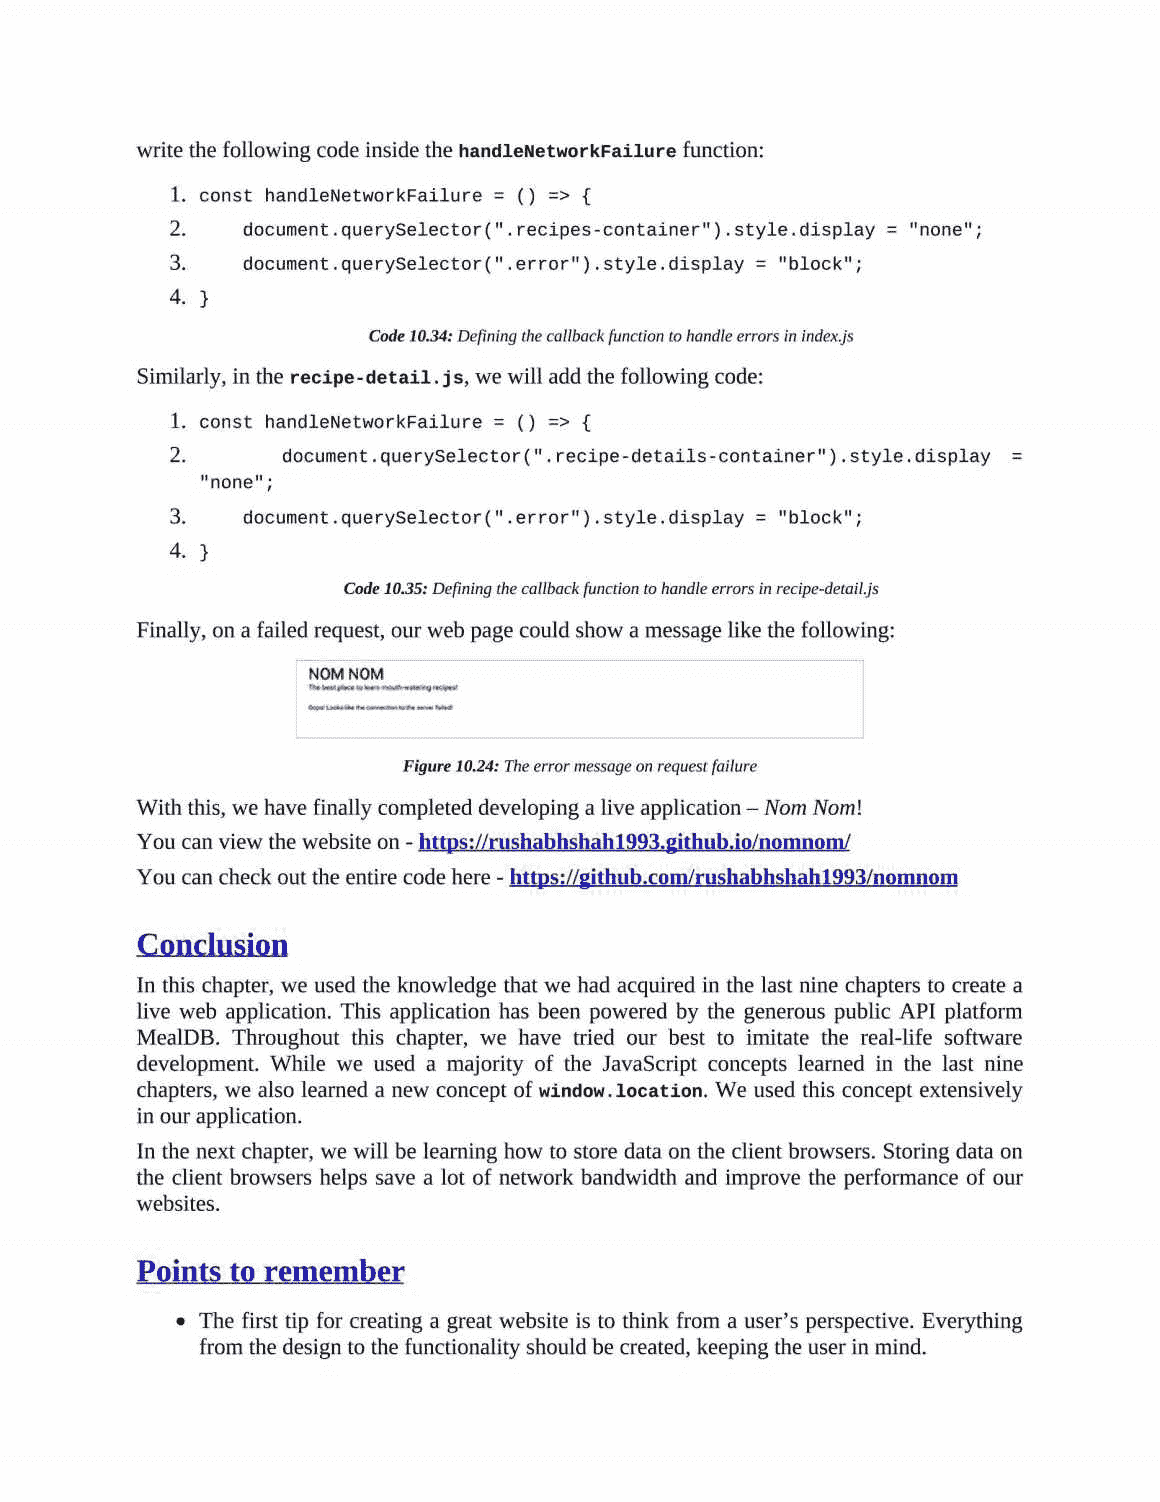 write the following code inside the handleNetworkFailure function:
1. const handleNetworkFailure = () => {
2.     document.querySelector(".recipes-container").style.display = "none";
3.     document.querySelector(".error").style.display = "block";
4. }
Code 10.34: Defining the callback function to handle errors in index.js
Similarly, in the recipe-detail.js, we will add the following code:
1. const handleNetworkFailure = () => {
2.     document.querySelector(".recipe-details-container").style.display =
"none";
3.     document.querySelector(".error").style.display = "block";
4. }
Code 10.35: Defining the callback function to handle errors in recipe-detail.js
Finally, on a failed request, our web page could show a message like the following:
NOM NOM
The best place to learn mouth-watering recipes!
Oops! Looks like the connection to the server failed!
Figure 10.24: The error message on request failure
With this, we have finally completed developing a live application – Nom Nom!
You can view the website on - https://rushabhshah1993.github.io/nomnom/
You can check out the entire code here - https://github.com/rushabhshah1993/nomnom
Conclusion
In this chapter, we used the knowledge that we had acquired in the last nine chapters to create a
live web application. This application has been powered by the generous public API platform
MealDB. Throughout this chapter, we have tried our best to imitate the real-life software
development. While we used a majority of the JavaScript concepts learned in the last nine
chapters, we also learned a new concept of window.location. We used this concept extensively
in our application.
In the next chapter, we will be learning how to store data on the client browsers. Storing data on
the client browsers helps save a lot of network bandwidth and improve the performance of our
websites.
Points to remember
• The first tip for creating a great website is to think from a user’s perspective. Everything
from the design to the functionality should be created, keeping the user in mind.